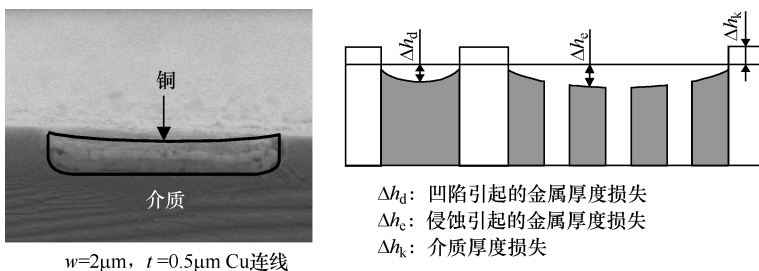 铜
介质
w=2μm，t=0.5μm Cu连线
Δhd
Δhe
Δhk
Δhd：凹陷引起的金属厚度损失
Δhe：侵蚀引起的金属厚度损失
Δhk：介质厚度损失